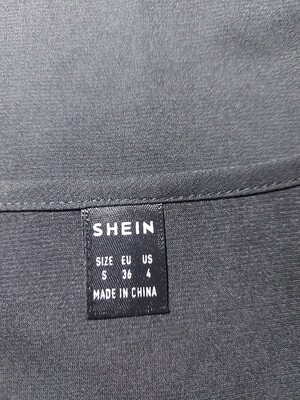 SHEIN
SIZE EU US
S 36 4
MADE IN CHINA